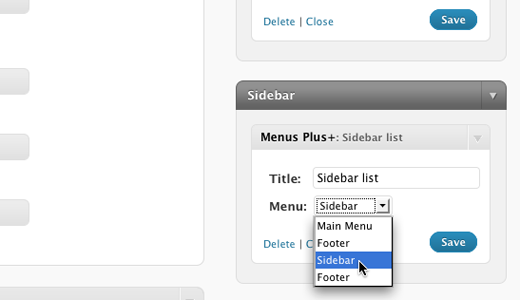 Delete | Close Save
Sidebar
Menus Plus+: Sidebar list
Title: Sidebar list
Menu: Sidebar
Main Menu
Footer
Delete | C Save
Sidebar
Footer